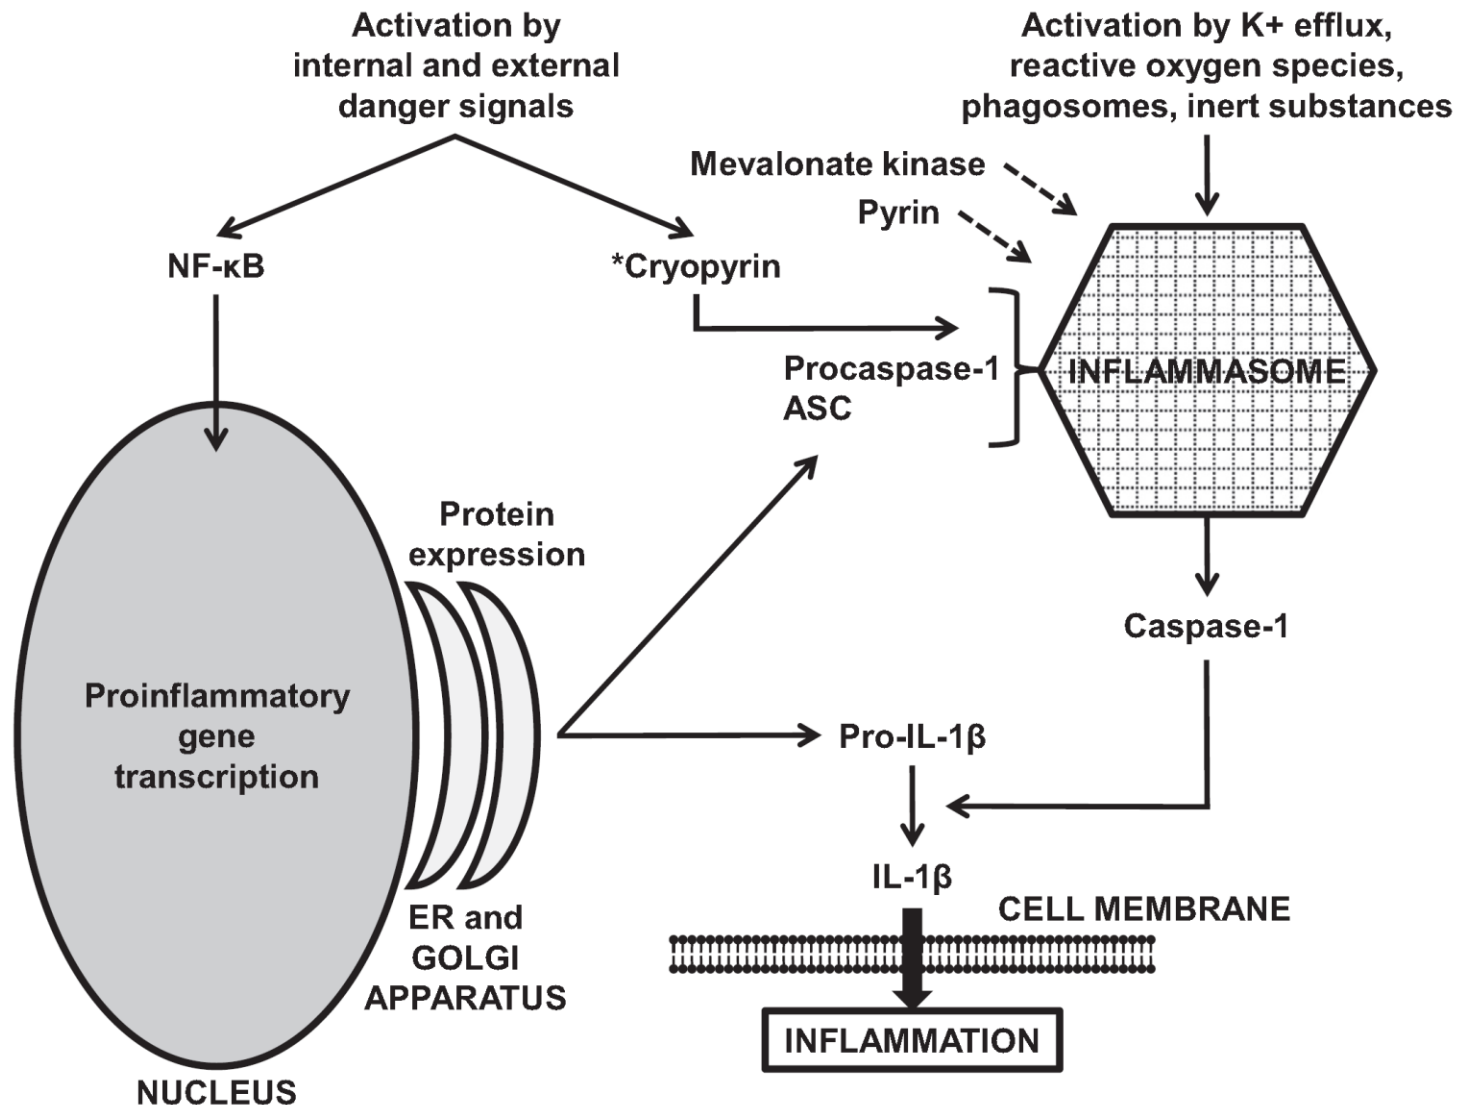 Activation by
internal and external
danger signals
Activation by K+ efflux,
reactive oxygen species,
phagosomes, inert substances
Mevalonate kinase
Pyrin
NF-κB
*Cryopyrin
Procaspase-1
ASC
INFLAMMASOME
Protein
expression
Caspase-1
Proinflammatory
gene
transcription
Pro-IL-1β
IL-1β
CELL MEMBRANE
ER and
GOLGI
APPARATUS
INFLAMMATION
NUCLEUS